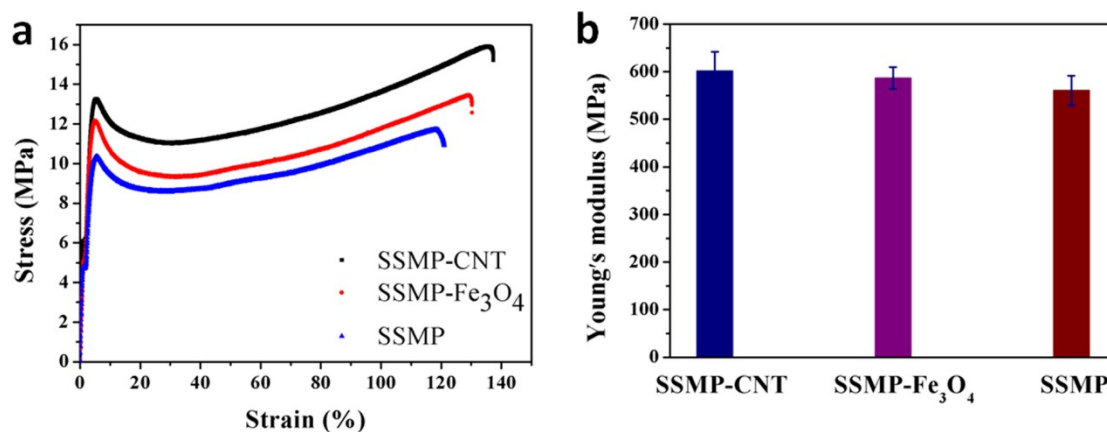 a
Stress (MPa)
16
14
12
10
8
6
4
2
0
0 20 40 60 80 100 120 140
Strain (%)
SSMP-CNT
SSMP-Fe₃O₄
SSMP
b
Young's modulus (MPa)
700
600
500
400
300
200
100
0
SSMP-CNT SSMP-Fe₃O₄ SSMP